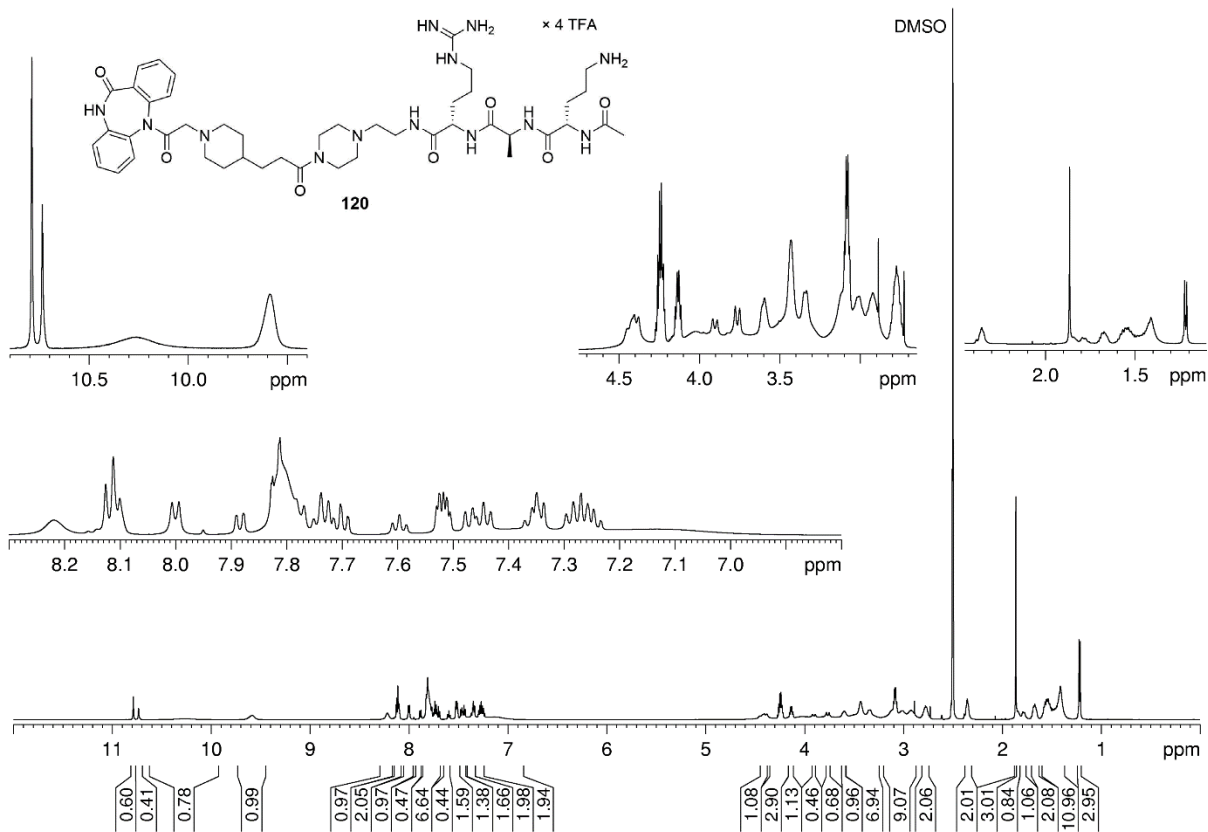 × 4 TFA
DMSO
HN NH2
HN
NH2
O
HN
N
O
N
N
O
N
N
H
N
O
N
H
O
H
N
O
N
H
O
120
10.5 10.0 ppm
4.5 4.0 3.5 ppm
2.0 1.5 ppm
8.2 8.1 8.0 7.9 7.8 7.7 7.6 7.5 7.4 7.3 7.2 7.1 7.0 ppm
11 10 9 8 7 6 5 4 3 2 1 ppm
0.60 0.41 0.78 0.99 0.97 2.05 0.97 0.47 6.64 0.44 1.59 1.38 1.66 1.98 1.94 1.08 2.90 1.13 0.46 0.68 0.96 6.94 9.07 2.06 2.01 3.01 0.84 1.06 2.08 10.96 2.95